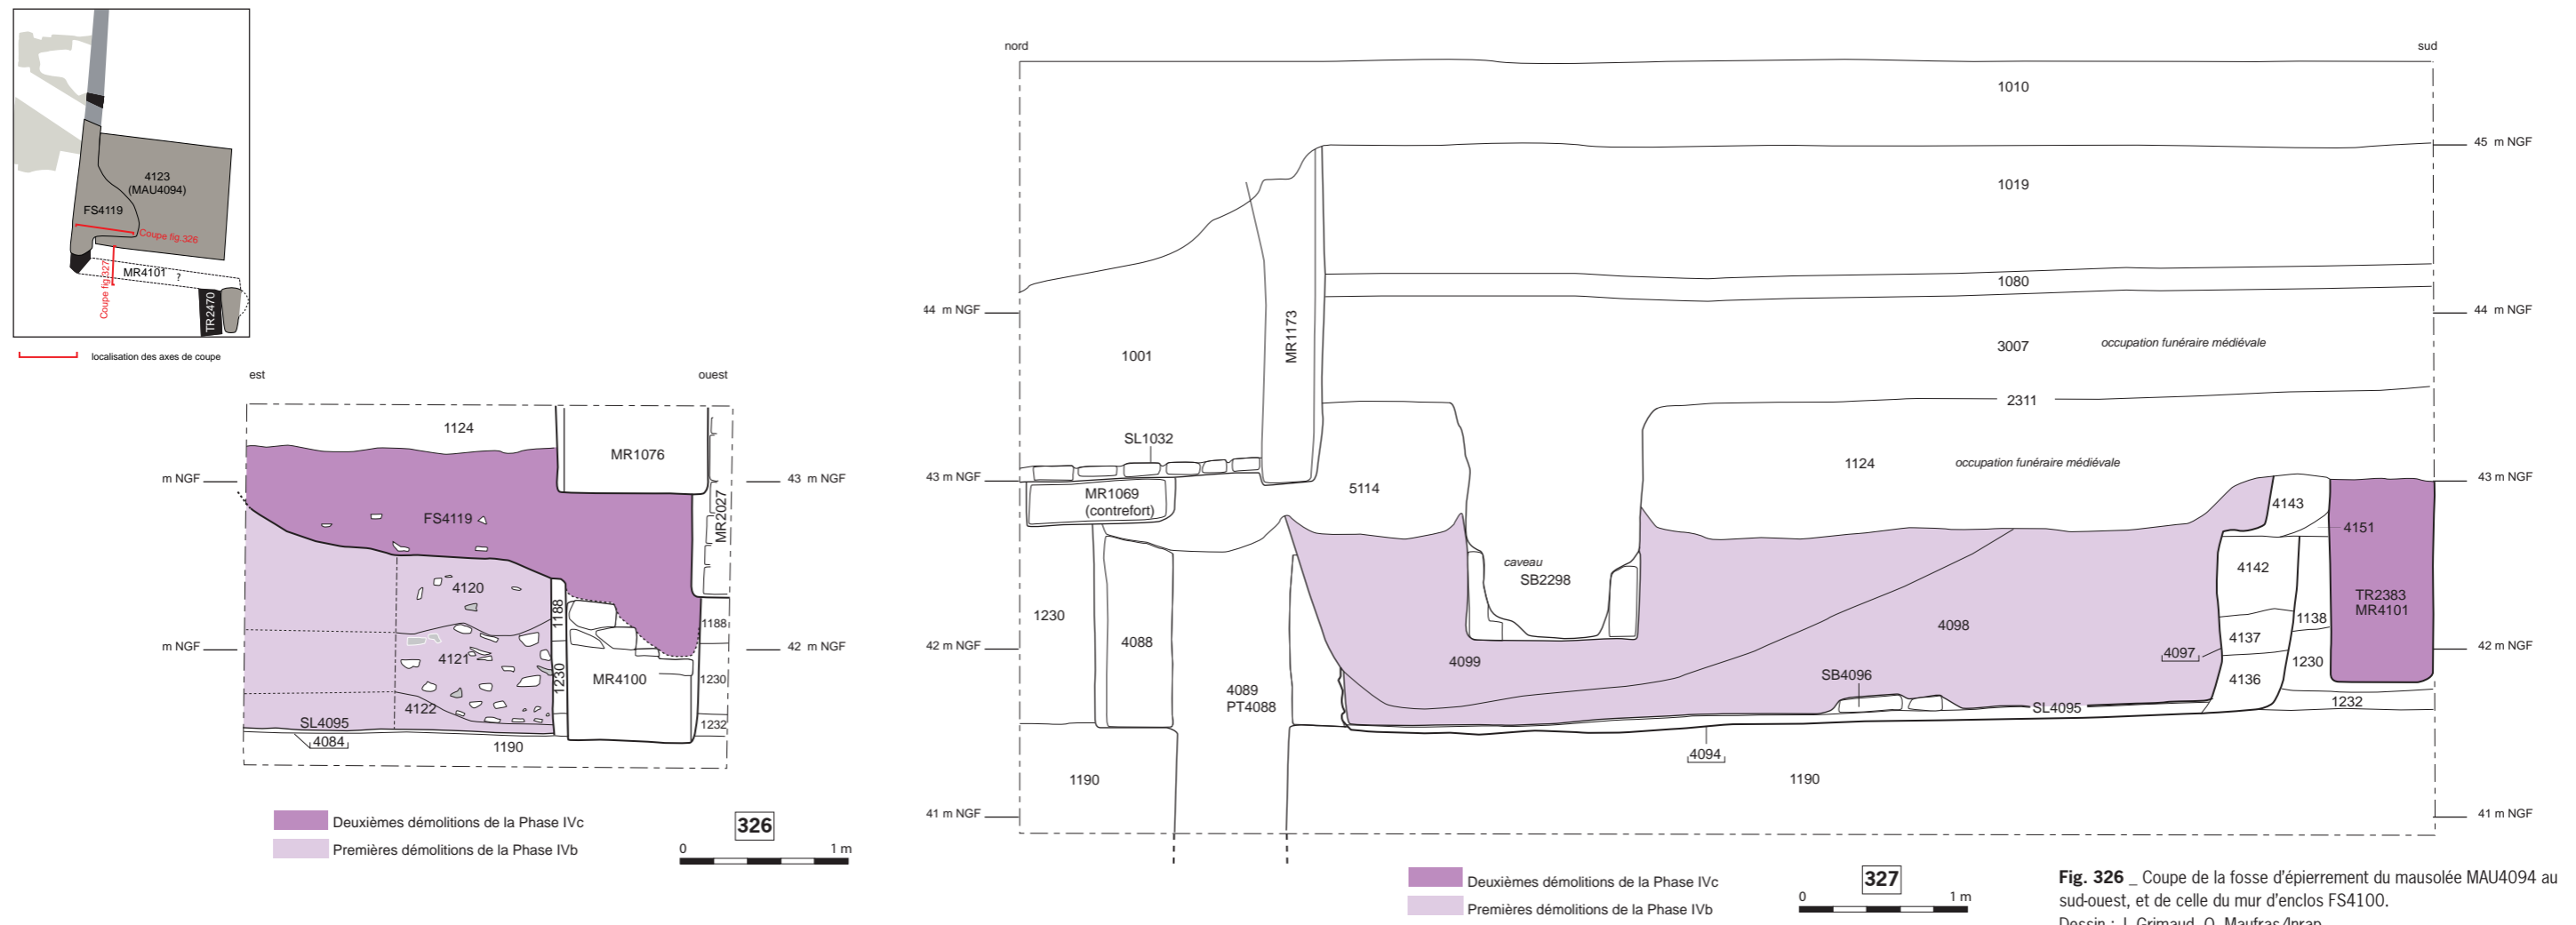 4123
(MAU4094)
FS4119
Coupe fig.326
Coupe fig.327
MR4101 ?
TR2470
localisation des axes de coupe
est
ouest
1124
MR1076
MR2027
m NGF
43 m NGF
FS4119
4120
1188
1188
m NGF
42 m NGF
4121
1230
MR4100
1230
4122
SL4095
1232
4084
1190
Deuxièmes démolitions de la Phase IVc
Premières démolitions de la Phase IVb
326
0 1 m
nord
sud
1010
45 m NGF
1019
1080
44 m NGF
44 m NGF
MR1173
3007 occupation funéraire médiévale
1001
2311
SL1032
1124 occupation funéraire médiévale
43 m NGF
43 m NGF
MR1069
(contrefort)
5114
4143
4151
caveau
SB2298
4142
TR2383
MR4101
1230
4088
4098
1138
4137
42 m NGF
42 m NGF
4097
4099
1230
4136
SB4096
4089
PT4088
SL4095
1232
4094
1190
1190
41 m NGF
41 m NGF
Deuxièmes démolitions de la Phase IVc
Premières démolitions de la Phase IVb
327
0 1 m
Fig. 326 _ Coupe de la fosse d'épierrement du mausolée MAU4094 au
sud-ouest, et de celle du mur d'enclos FS4100.
Dessin : J. Grimaud, O. Maufras/Inrap